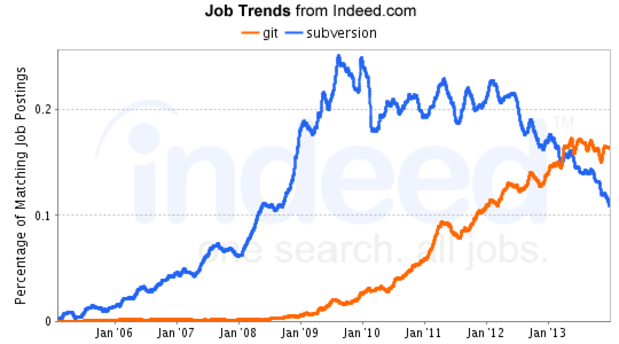 Job Trends from Indeed.com
git subversion
Percentage of Matching Job Postings
0.2
0.1
0
indeed™
one search. all jobs.
Jan'06 Jan'07 Jan'08 Jan'09 Jan'10 Jan'11 Jan'12 Jan'13